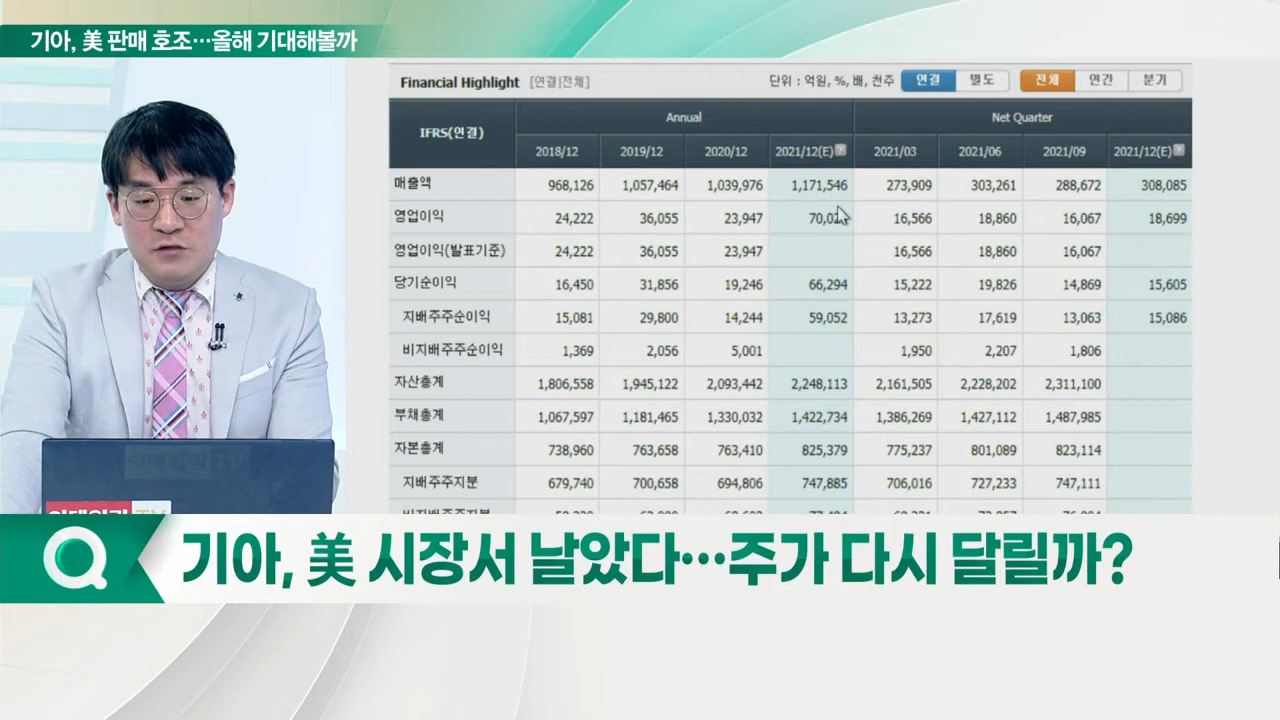 기아, 美 판매 호조…올해 기대해볼까
Financial Highlight [연결|전체] 단위 : 억원, %, 배, 천주 연결 별도 전체 연간 분기
IFRS(연결) Annual Net Quarter
2018/12 2019/12 2020/12 2021/12(E) 2021/03 2021/06 2021/09 2021/12(E)
매출액 968,126 1,057,464 1,039,976 1,171,546 273,909 303,261 288,672 308,085
영업이익 24,222 36,055 23,947 16,566 18,860 16,067 18,699
영업이익(발표기준) 24,222 36,055 23,947 16,566 18,860 16,067
당기순이익 16,450 31,856 19,246 66,294 15,222 19,826 14,869 15,605
지배주주순이익 15,081 29,800 14,244 59,052 13,273 17,619 13,063 15,086
비지배주주순이익 1,369 2,056 5,001 1,950 2,207 1,806
자산총계 1,806,558 1,945,122 2,093,442 2,248,113 2,161,505 2,228,202 2,311,100
부채총계 1,067,597 1,181,465 1,330,032 1,422,734 1,386,269 1,427,112 1,487,985
자본총계 738,960 763,658 763,410 825,379 775,237 801,089 823,114
지배주주지분 679,740 700,658 694,806 747,885 706,016 727,233 747,111
기아, 美 시장서 날았다…주가 다시 달릴까?